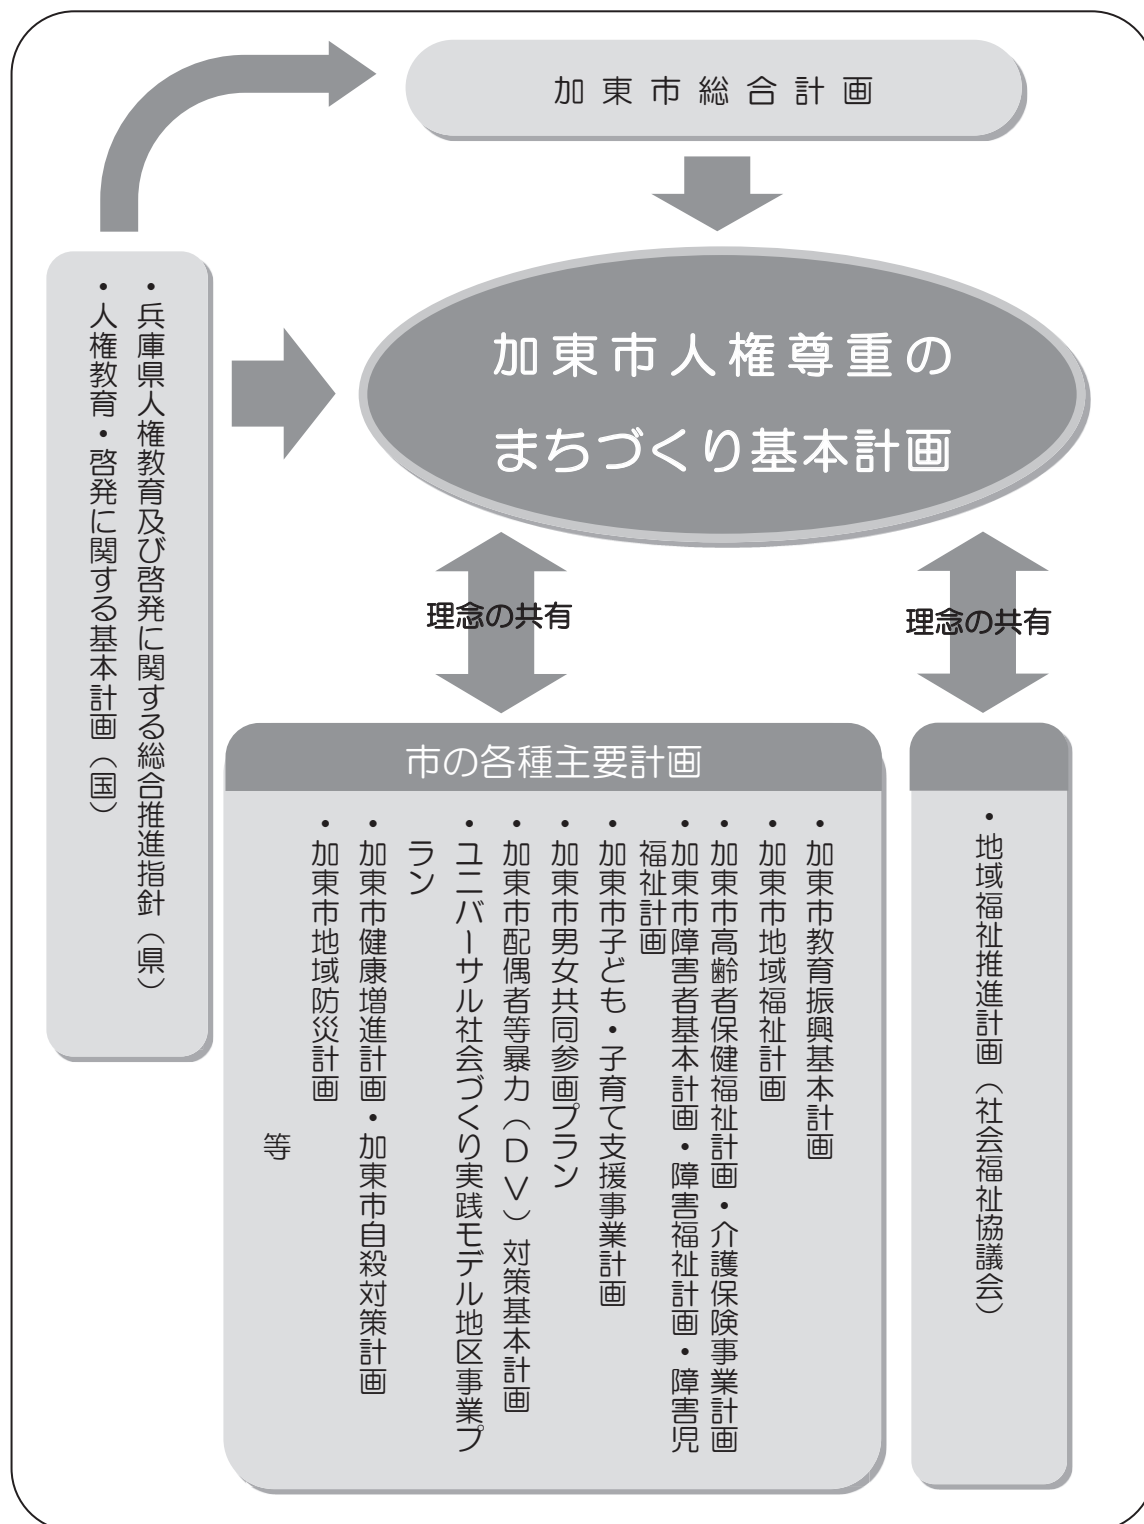 加東市総合計画
・兵庫県人権教育及び啓発に関する総合推進指針（県）
・人権教育・啓発に関する基本計画（国）
加東市人権尊重の
まちづくり基本計画
理念の共有
理念の共有
市の各種主要計画
・加東市教育振興基本計画
・加東市地域福祉計画
・加東市高齢者保健福祉計画・介護保険事業計画
・加東市障害者基本計画・障害福祉計画・障害児
福祉計画
・加東市子ども・子育て支援事業計画
・加東市男女共同参画プラン
・加東市配偶者等暴力（ＤＶ）対策基本計画
・ユニバーサル社会づくり実践モデル地区事業プ
ラン
・加東市健康増進計画・加東市自殺対策計画
・加東市地域防災計画
等
・地域福祉推進計画（社会福祉協議会）